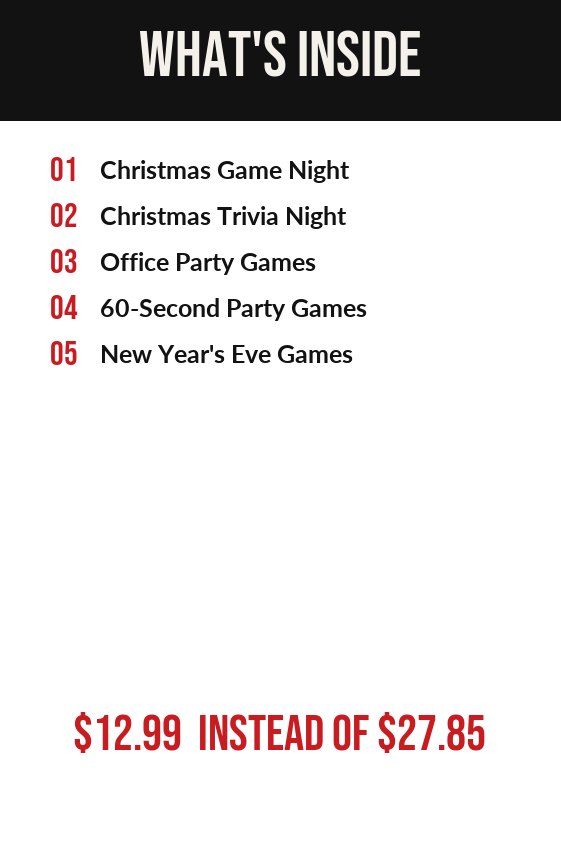 WHAT'S INSIDE
01 Christmas Game Night
02 Christmas Trivia Night
03 Office Party Games
04 60-Second Party Games
05 New Year's Eve Games
$12.99 INSTEAD OF $27.85